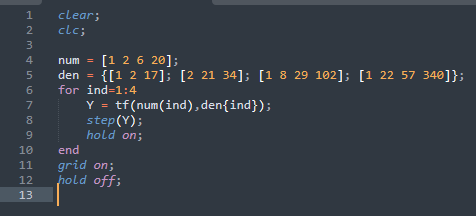 1 clear;
2 clc;
3
4 num = [1 2 6 20];
5 den = {[1 2 17]; [2 21 34]; [1 8 29 102]; [1 22 57 340]};
6 for ind=1:4
7 Y = tf(num(ind),den{ind});
8 step(Y);
9 hold on;
10 end
11 grid on;
12 hold off;
13